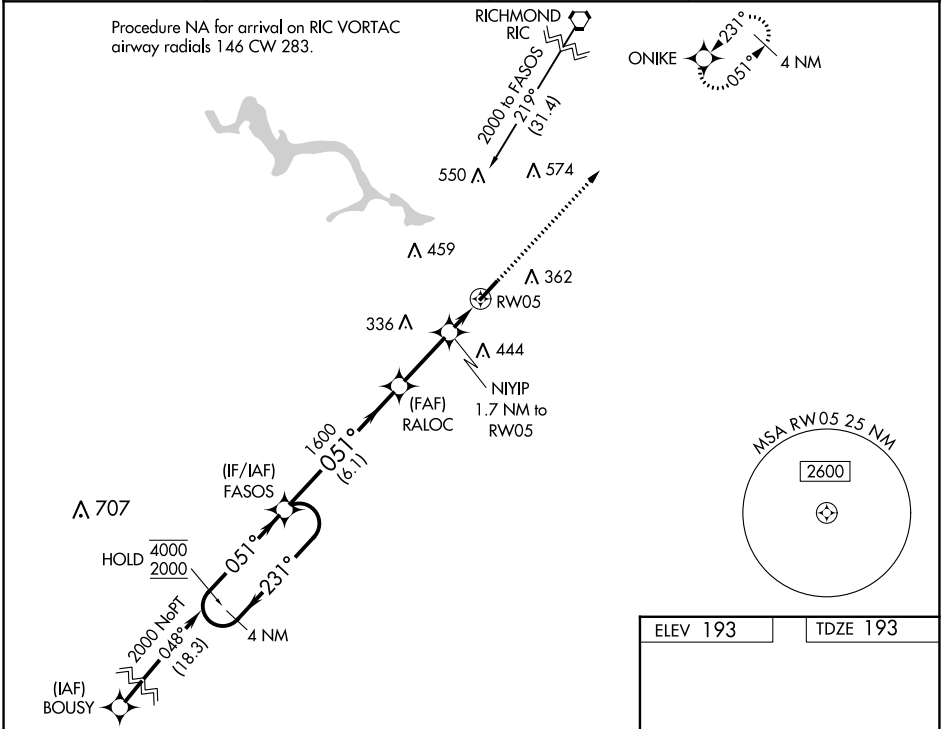 Procedure NA for arrival on RIC VORTAC
airway radials 146 CW 283.
RICHMOND
RIC
2000 to FASOS
219°
(31.4)
ONIKE
231°
051°
4 NM
550
574
459
362
RW05
336
444
NIYIP
1.7 NM to
RW05
(FAF)
RALOC
1600
051°
(6.1)
(IF/IAF)
FASOS
707
HOLD
4000
2000
051°
231°
4 NM
2000 NoPT
048°
(18.3)
(IAF)
BOUSY
MSA RW05 25 NM
2600
ELEV 193
TDZE 193